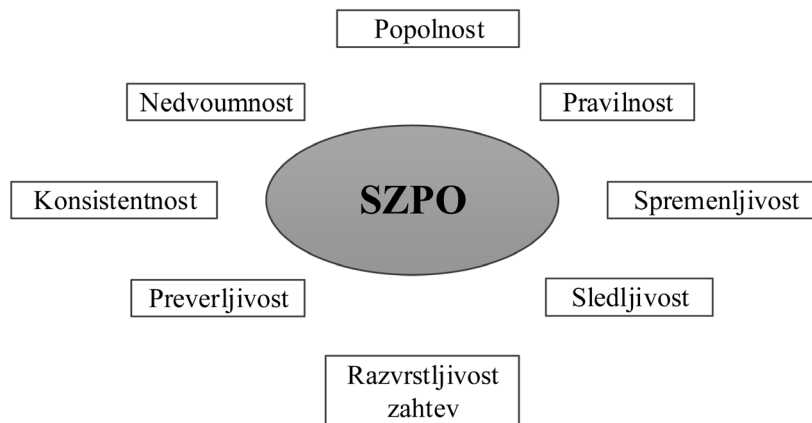 Popolnost
Nedvoumnost
Pravilnost
Konsistentnost
SZPO
Spremenljivost
Preverljivost
Sledljivost
Razvrstljivost
zahtev